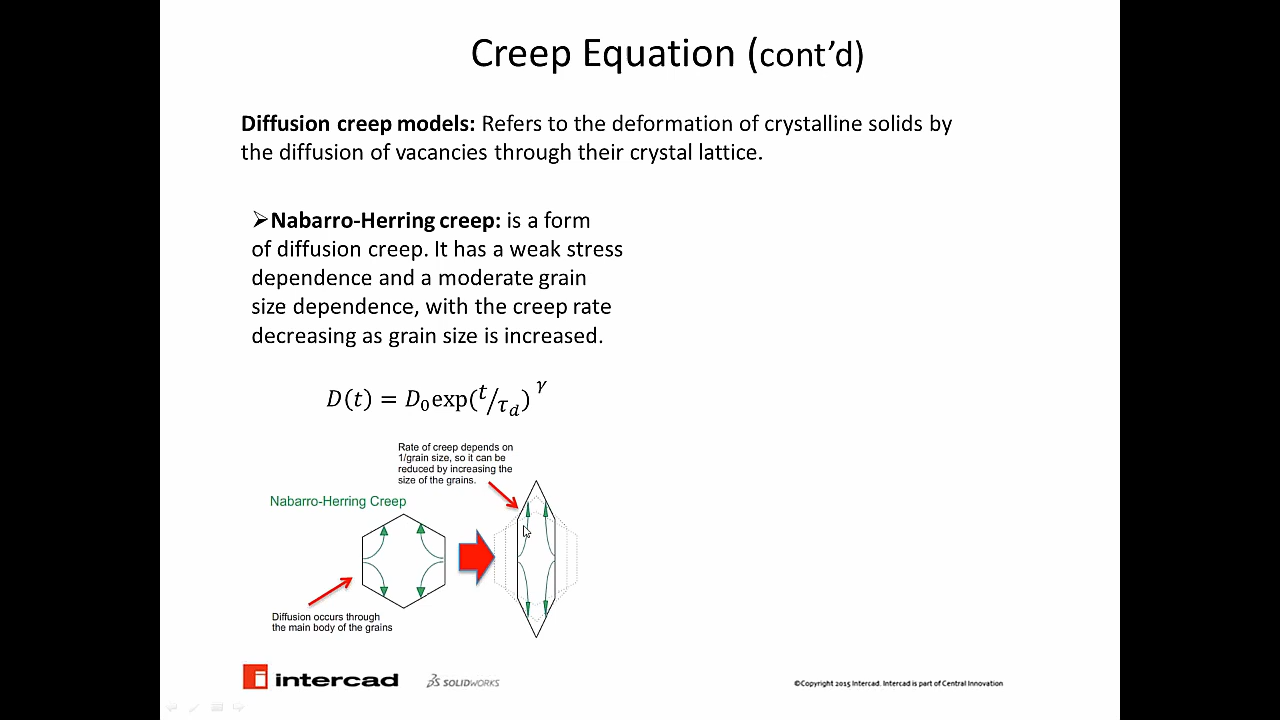 Creep Equation (cont’d)
Diffusion creep models: Refers to the deformation of crystalline solids by
the diffusion of vacancies through their crystal lattice.
➢Nabarro-Herring creep: is a form
of diffusion creep. It has a weak stress
dependence and a moderate grain
size dependence, with the creep rate
decreasing as grain size is increased.
D(t) = D₀exp(t/τ_d)^γ
Rate of creep depends on
1/grain size, so it can be
reduced by increasing the
size of the grains.
Nabarro-Herring Creep
Diffusion occurs through
the main body of the grains
intercad
SOLIDWORKS
©Copyright 2015 Intercad. Intercad is part of Central Innovation